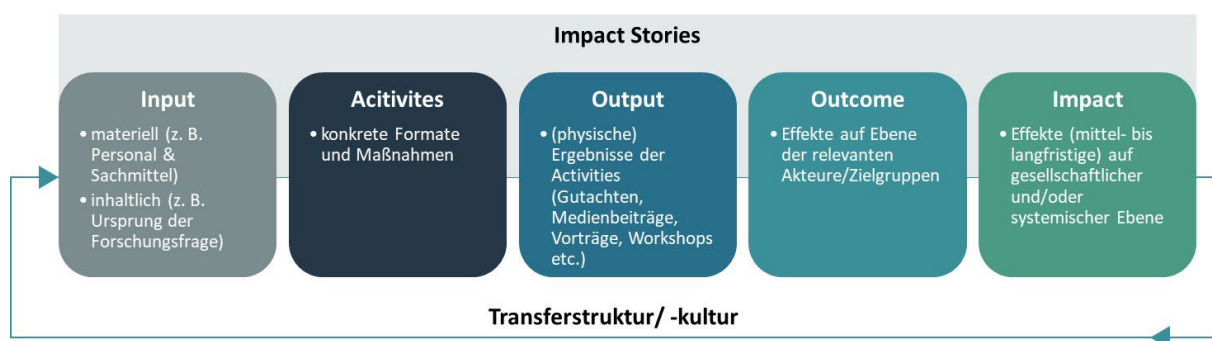 Impact Stories
Input
• materiell (z. B.
Personal &
Sachmittel)
• inhaltlich (z. B.
Ursprung der
Forschungsfrage)
Acitivites
• konkrete Formate
und Maßnahmen
Output
• (physische)
Ergebnisse der
Activities
(Gutachten,
Medienbeiträge,
Vorträge, Workshops
etc.)
Outcome
• Effekte auf Ebene
der relevanten
Akteure/Zielgruppen
Impact
• Effekte (mittel- bis
langfristige) auf
gesellschaftlicher
und/oder
systemischer Ebene
Transferstruktur/ -kultur